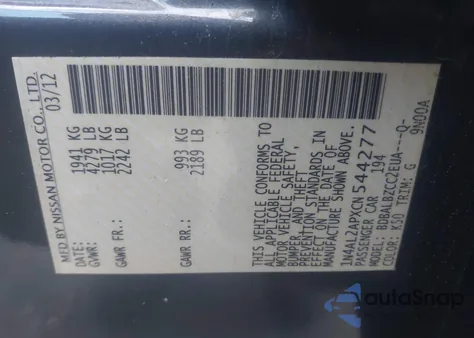 MFD BY NISSAN MOTOR CO., LTD.
DATE: 03/12
GVWR: 1941 KG
4279 LB
GAWR FR: 1017 KG
2242 LB
GAWR RR: 993 KG
2189 LB
THIS VEHICLE CONFORMS TO
ALL APPLICABLE FEDERAL
MOTOR VEHICLE SAFETY,
BUMPER AND THEFT
PREVENTION STANDARDS IN
EFFECT ON THE DATE OF
MANUFACTURE SHOWN ABOVE.
1N4AL2APXCN 544277
PASSENGER CAR 194
MODEL: BDBALBZCC2EUA---Q-
COLOR: K50 TRIM: G 9N00A
AutoSnap